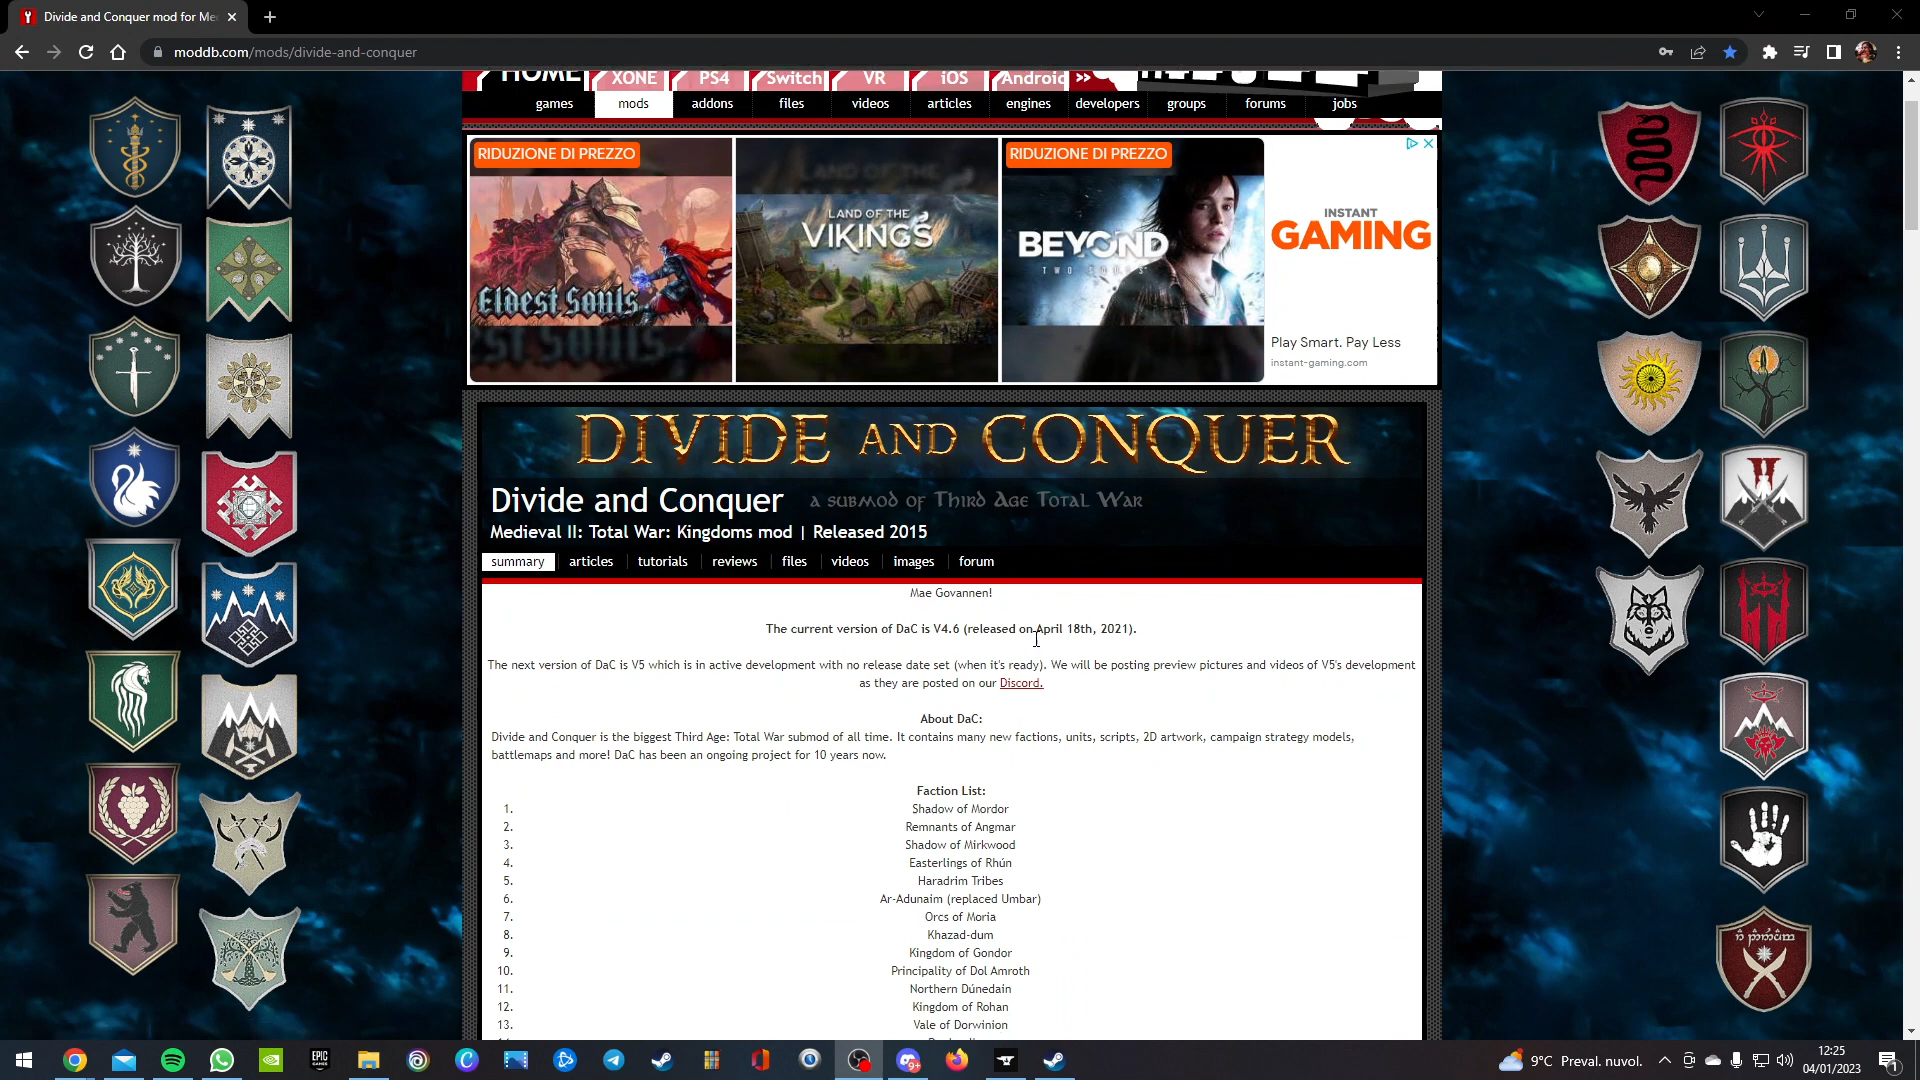 Divide and Conquer mod for Me
moddb.com/mods/divide-and-conquer
HOME XONE PS4 Switch VR iOS Android >>
games mods addons files videos articles engines developers groups forums jobs
RIDUZIONE DI PREZZO
RIDUZIONE DI PREZZO
Eldest Souls
LAND OF THE
VIKINGS
BEYOND
TWO SOULS
INSTANT
GAMING
Play Smart. Pay Less
instant-gaming.com
DIVIDE AND CONQUER
Divide and Conquer a submod of Third Age Total War
Medieval II: Total War: Kingdoms mod | Released 2015
summary articles tutorials reviews files videos images forum
Mae Govannen!
The current version of DaC is V4.6 (released on April 18th, 2021).
The next version of DaC is V5 which is in active development with no release date set (when it's ready). We will be posting preview pictures and videos of V5's development
as they are posted on our Discord.
About DaC:
Divide and Conquer is the biggest Third Age: Total War submod of all time. It contains many new factions, units, scripts, 2D artwork, campaign strategy models,
battlemaps and more! DaC has been an ongoing project for 10 years now.
Faction List:
1. Shadow of Mordor
2. Remnants of Angmar
3. Shadow of Mirkwood
4. Easterlings of Rhún
5. Haradrim Tribes
6. Ar-Adunaim (replaced Umbar)
7. Orcs of Moria
8. Khazad-dum
9. Kingdom of Gondor
10. Principality of Dol Amroth
11. Northern Dúnedain
12. Kingdom of Rohan
13. Vale of Dorwinion
EPIC
GAMES
9+
9°C Preval. nuvol.
12:25
04/01/2023
1